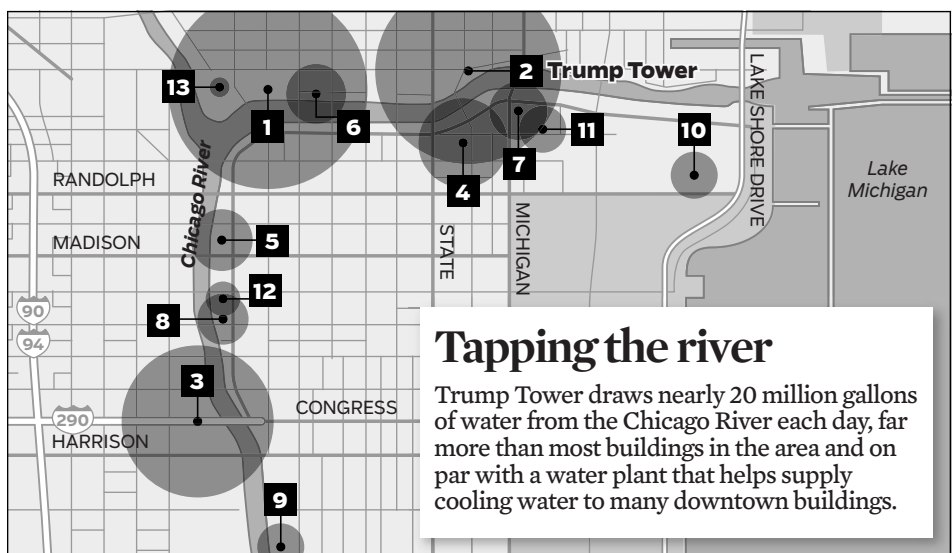 13
1
6
2 Trump Tower
11
7
4
10
LAKE SHORE DRIVE
Lake
Michigan
Chicago River
RANDOLPH
MADISON
5
STATE
MICHIGAN
12
8
90
94
3
290
CONGRESS
HARRISON
9
Tapping the river
Trump Tower draws nearly 20 million gallons
of water from the Chicago River each day, far
more than most buildings in the area and on
par with a water plant that helps supply
cooling water to many downtown buildings.